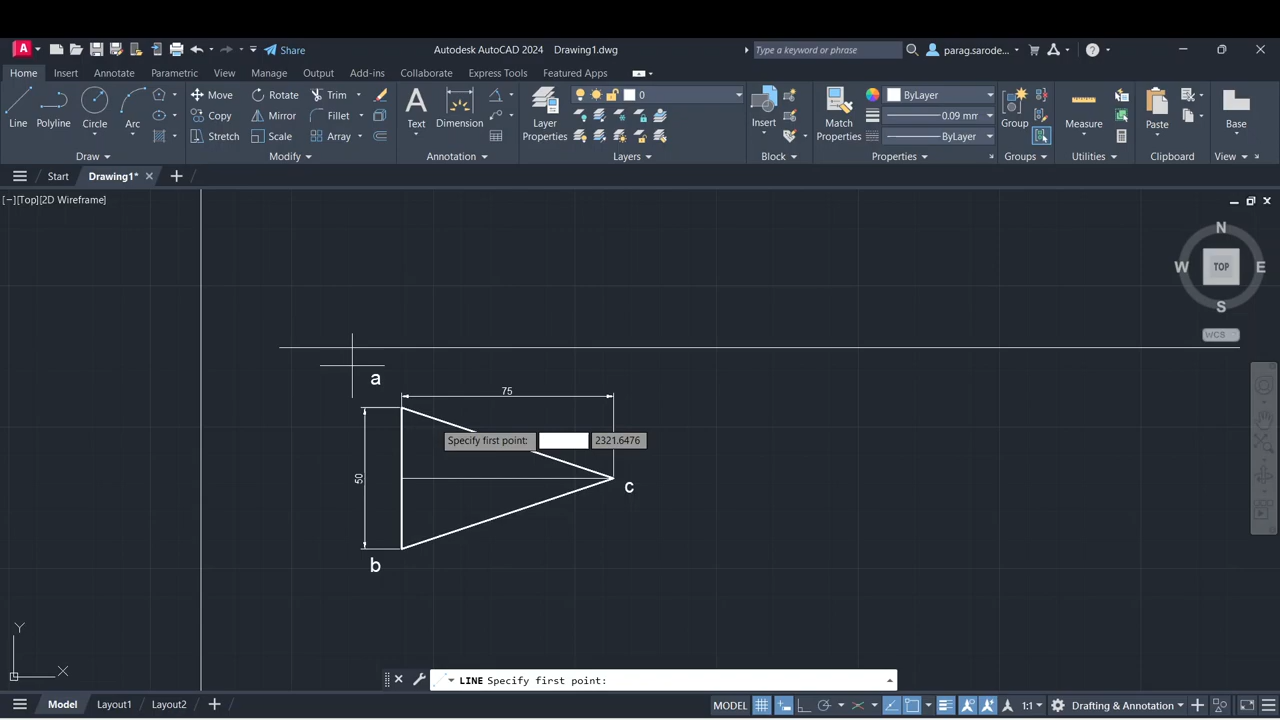 Share
Autodesk AutoCAD 2024 Drawing1.dwg
Type a keyword or phrase
parag.sarode...
Home Insert Annotate Parametric View Manage Output Add-ins Collaborate Express Tools Featured Apps
Line Polyline Circle Arc
Draw
Move Rotate Trim
Copy Mirror Fillet
Stretch Scale Array
Modify
Text Dimension
Annotation
Layer Properties
0
Layers
Insert
Block
Match Properties
ByLayer
0.09 mm
ByLayer
Properties
Group
Groups
Measure
Utilities
Paste
Clipboard
Base
View
Start Drawing1*
[−][Top][2D Wireframe]
N
W TOP E
S
WCS
a
75
Specify first point: 2321.6476
50
c
b
Y
X
LINE Specify first point:
Model Layout1 Layout2
MODEL 1:1 Drafting & Annotation